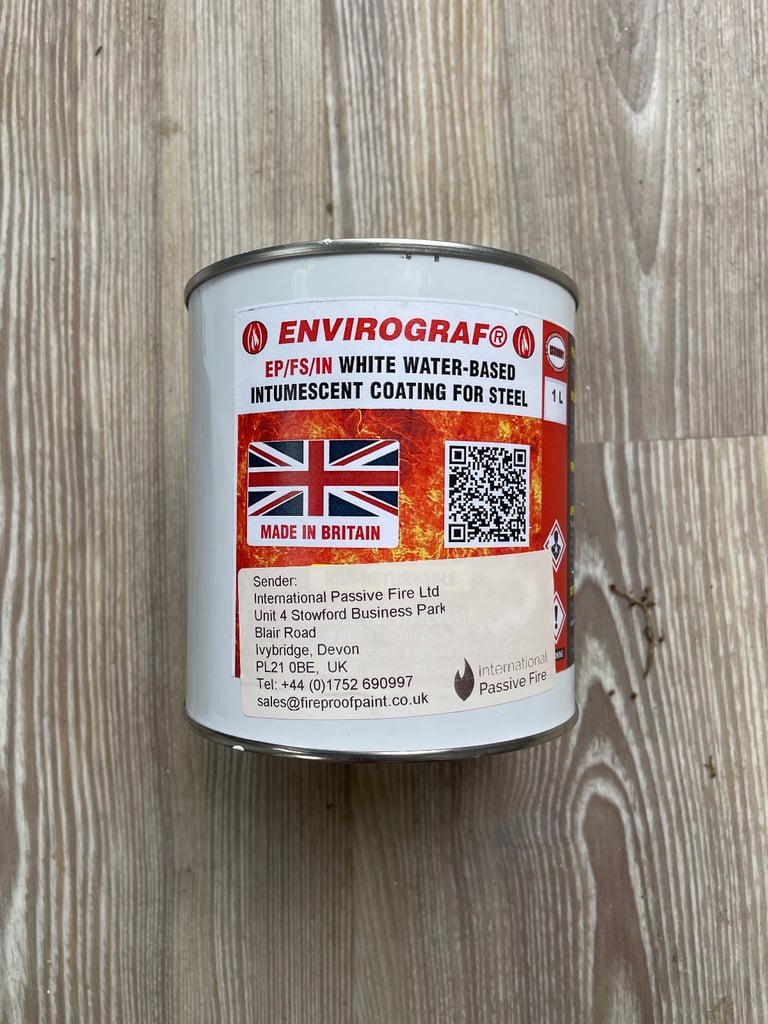 ENVIROGRAF®
EP/FS/IN WHITE WATER-BASED
INTUMESCENT COATING FOR STEEL
1 L
MADE IN BRITAIN
Sender:
International Passive Fire Ltd
Unit 4 Stowford Business Park
Blair Road
Ivybridge, Devon
PL21 0BE, UK
Tel: +44 (0)1752 690997
sales@fireproofpaint.co.uk
International
Passive Fire